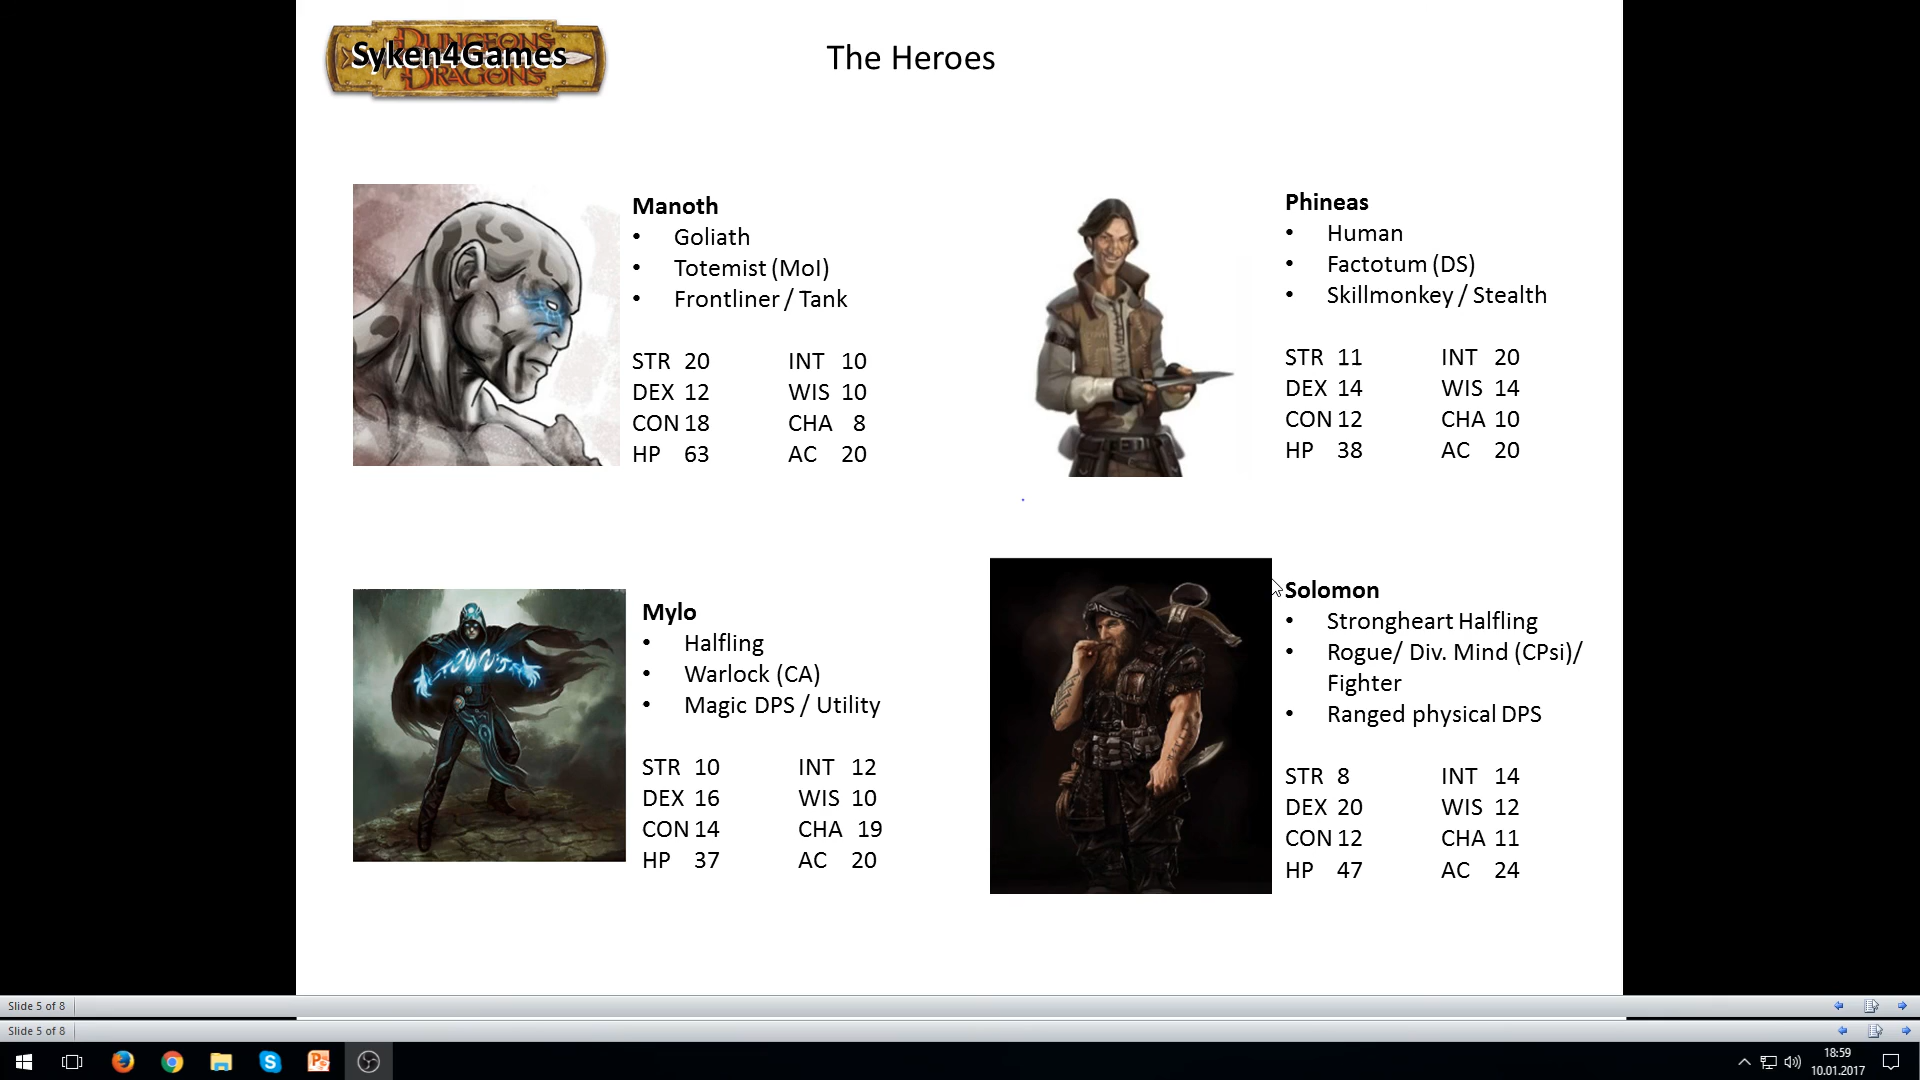 DUNGEONS
Syken4Games
DRAGONS
The Heroes
Manoth
• Goliath
• Totemist (MoI)
• Frontliner / Tank
STR 20 INT 10
DEX 12 WIS 10
CON 18 CHA 8
HP 63 AC 20
Phineas
• Human
• Factotum (DS)
• Skillmonkey / Stealth
STR 11 INT 20
DEX 14 WIS 14
CON 12 CHA 10
HP 38 AC 20
Mylo
• Halfling
• Warlock (CA)
• Magic DPS / Utility
STR 10 INT 12
DEX 16 WIS 10
CON 14 CHA 19
HP 37 AC 20
Solomon
• Strongheart Halfling
• Rogue/ Div. Mind (CPsi)/
Fighter
• Ranged physical DPS
STR 8 INT 14
DEX 20 WIS 12
CON 12 CHA 11
HP 47 AC 24
Slide 5 of 8
Slide 5 of 8
18:59
10.01.2017